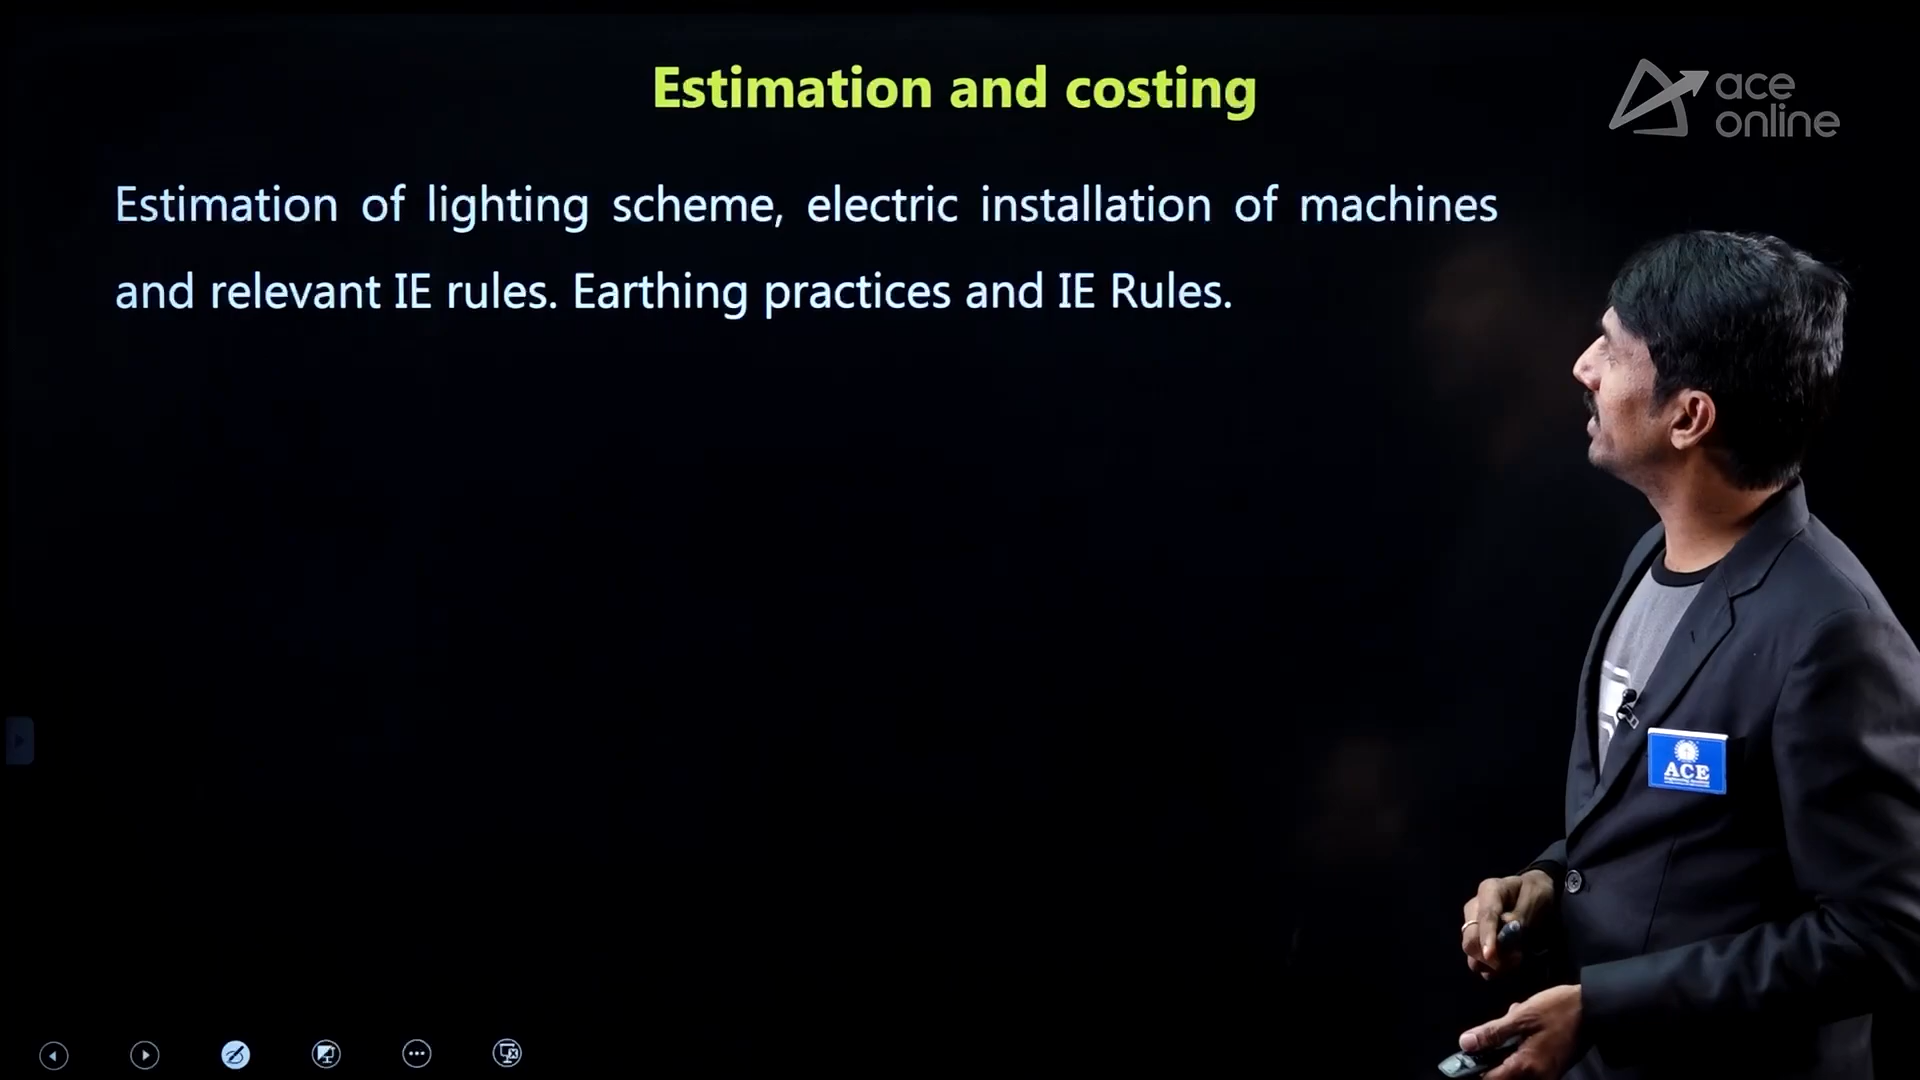 Estimation and costing
ace
online
Estimation of lighting scheme, electric installation of machines
and relevant IE rules. Earthing practices and IE Rules.
ACE